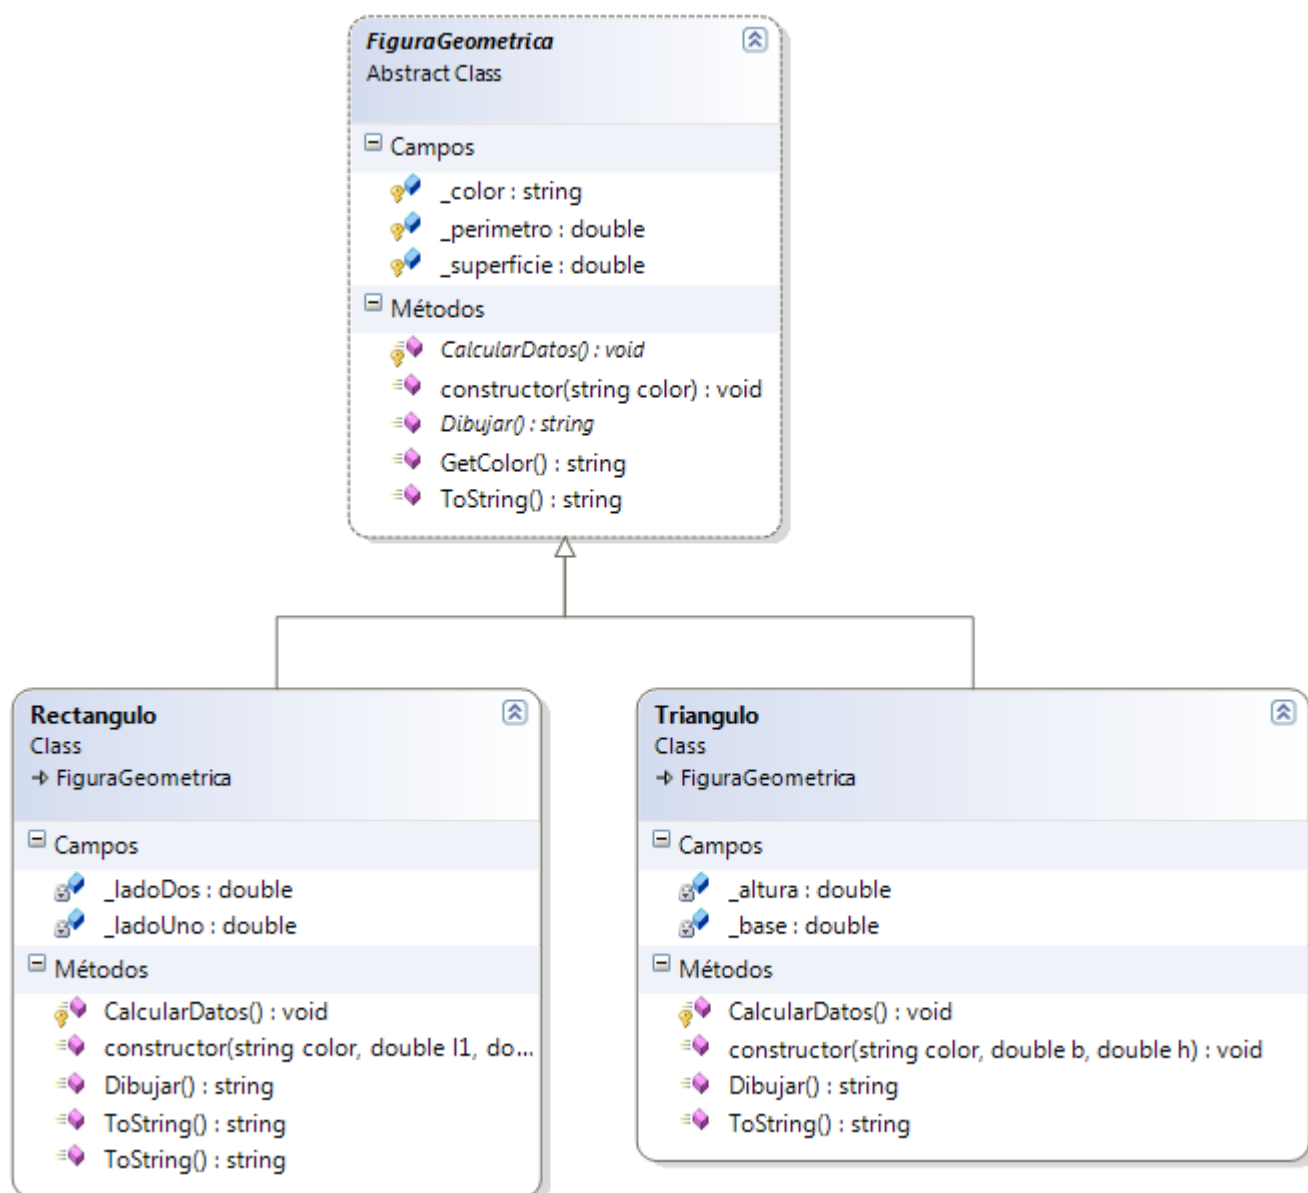 FiguraGeometrica
Abstract Class
Campos
_color : string
_perimetro : double
_superficie : double
Métodos
CalcularDatos() : void
constructor(string color) : void
Dibujar() : string
GetColor() : string
ToString() : string
Rectangulo
Class
FiguraGeometrica
Campos
_ladoDos : double
_ladoUno : double
Métodos
CalcularDatos() : void
constructor(string color, double l1, do...
Dibujar() : string
ToString() : string
ToString() : string
Triangulo
Class
FiguraGeometrica
Campos
_altura : double
_base : double
Métodos
CalcularDatos() : void
constructor(string color, double b, double h) : void
Dibujar() : string
ToString() : string